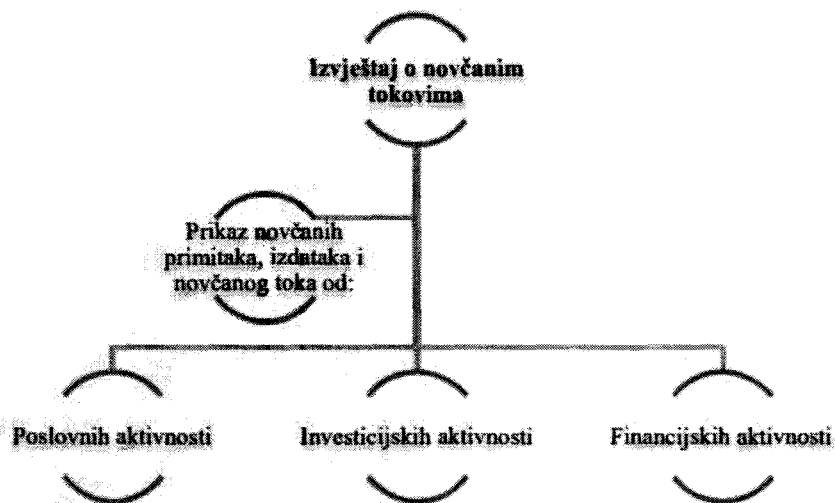 Izvještaj o novčanim
tokovima
Prikaz novčanih
primitaka, izdataka i
novčanog toka od:
Poslovnih aktivnosti
Investicijskih aktivnosti
Financijskih aktivnosti